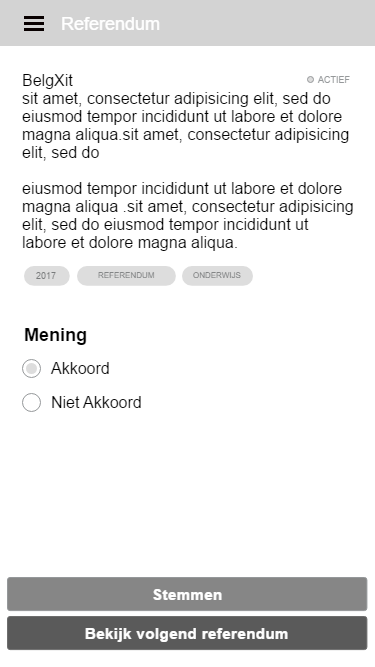 Referendum
BelgXit
ACTIEF
sit amet, consectetur adipisicing elit, sed do
eiusmod tempor incididunt ut labore et dolore
magna aliqua.sit amet, consectetur adipisicing
elit, sed do
eiusmod tempor incididunt ut labore et dolore
magna aliqua .sit amet, consectetur adipisicing
elit, sed do eiusmod tempor incididunt ut
labore et dolore magna aliqua.
2017 REFERENDUM ONDERWIJS
Mening
Akkoord
Niet Akkoord
Stemmen
Bekijk volgend referendum